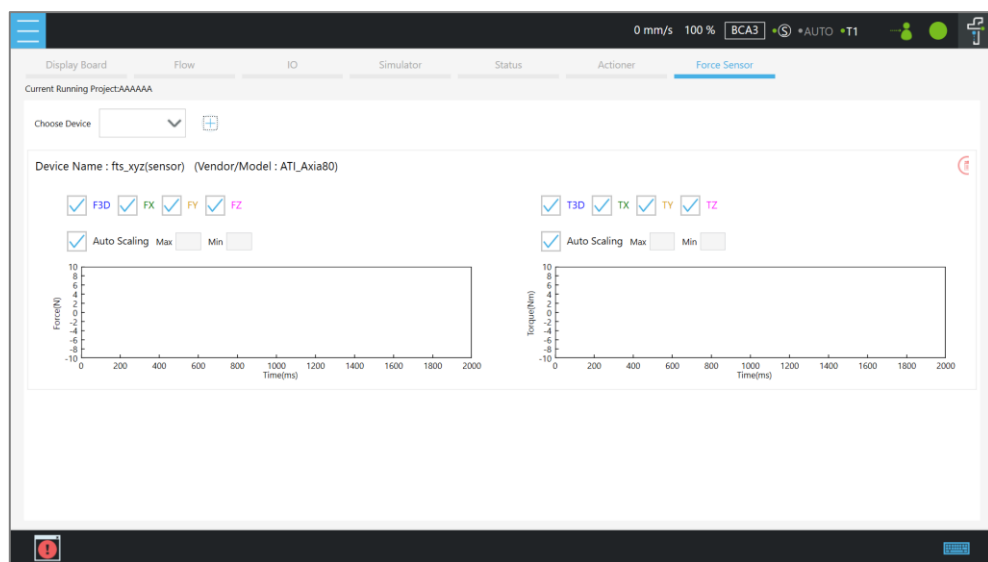 0 mm/s 100 % BCA3 S AUTO T1
Display Board Flow IO Simulator Status Actioner Force Sensor
Current Running Project:AAAAAA
Choose Device
Device Name : fts_xyz(sensor) (Vendor/Model : ATI_Axia80)
F3D FX FY FZ
Auto Scaling Max Min
10
8
6
4
2
0
-2
-4
-6
-8
-10
Force(N)
0 200 400 600 800 1000 1200 1400 1600 1800 2000
Time(ms)
T3D TX TY TZ
Auto Scaling Max Min
10
8
6
4
2
0
-2
-4
-6
-8
-10
Torque(Nm)
0 200 400 600 800 1000 1200 1400 1600 1800 2000
Time(ms)